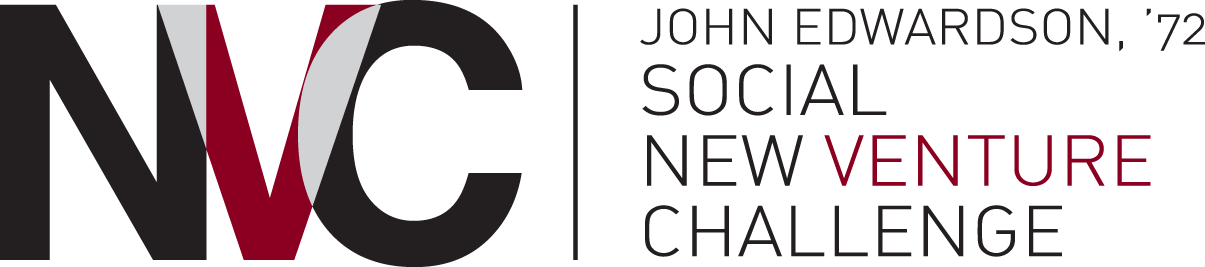 NVC
JOHN EDWARDSON, ’72
SOCIAL
NEW VENTURE
CHALLENGE